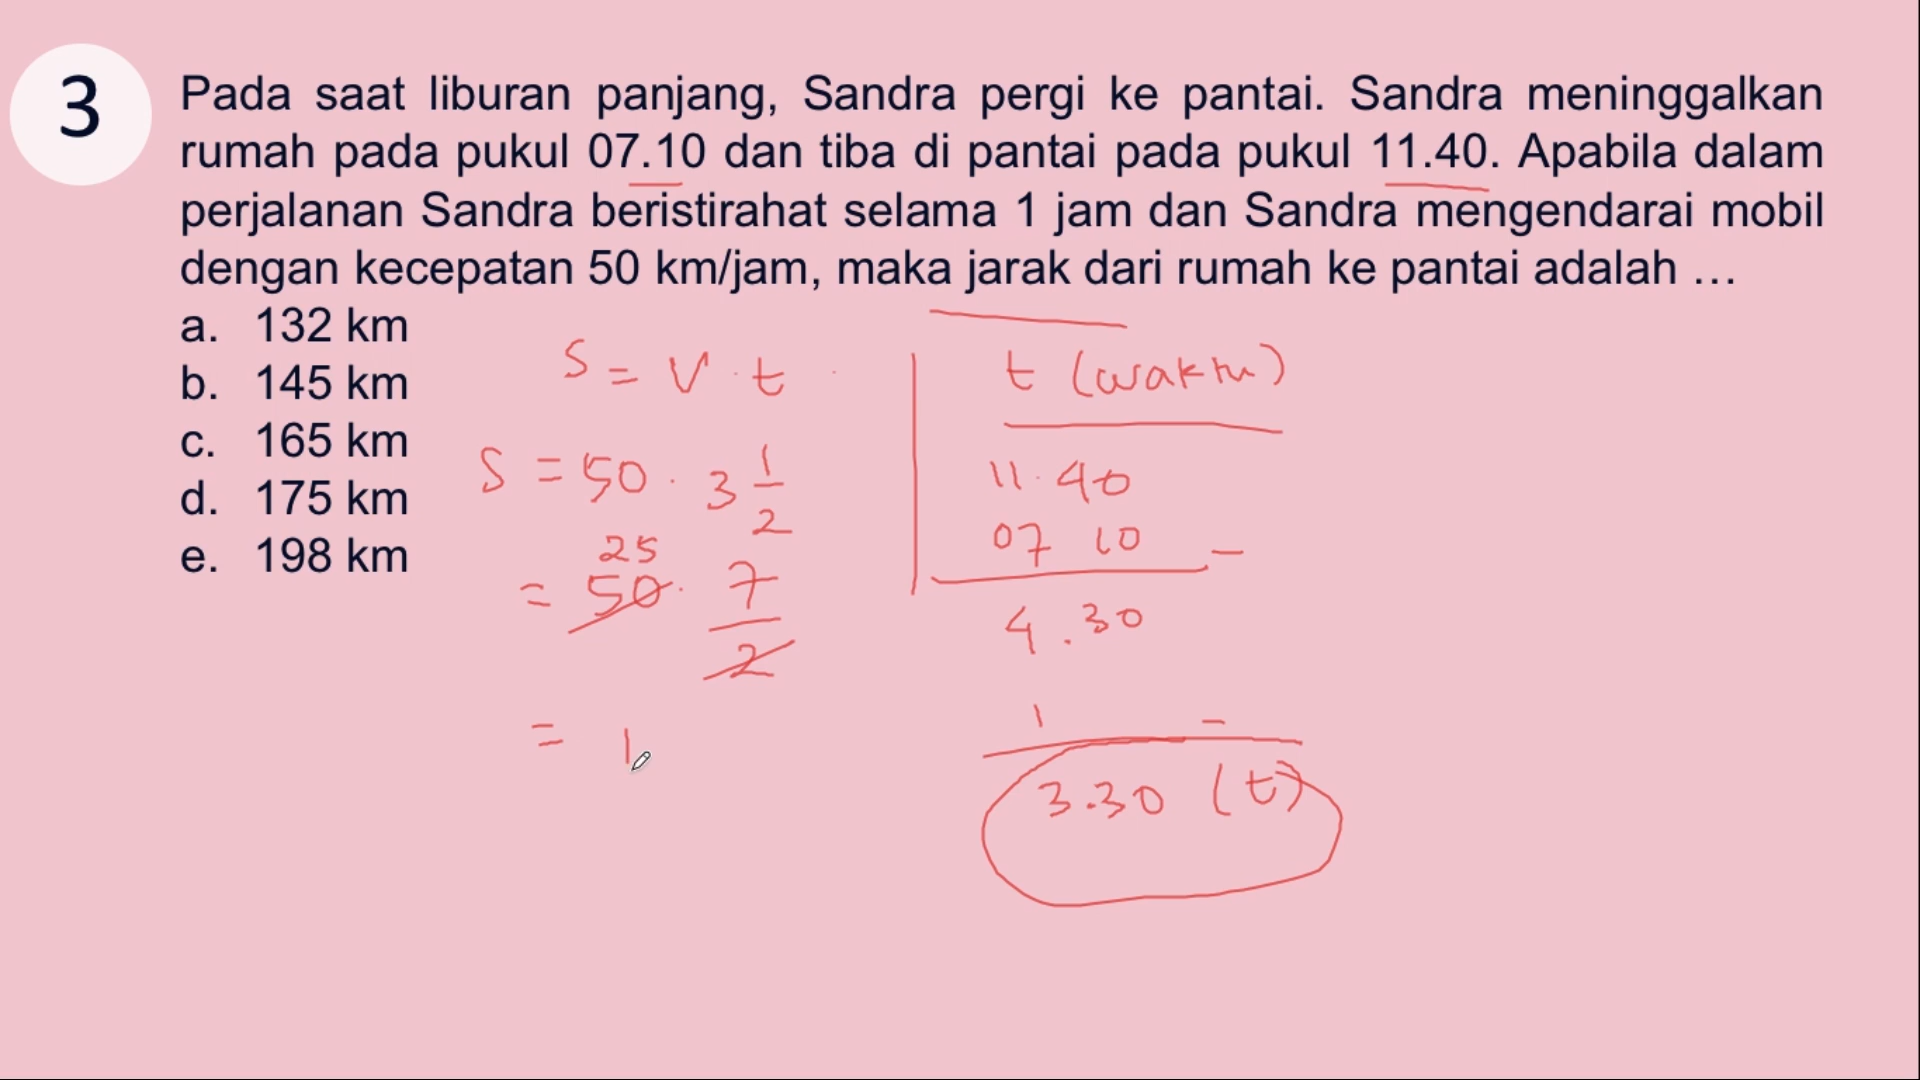 3
Pada saat liburan panjang, Sandra pergi ke pantai. Sandra meninggalkan
rumah pada pukul 07.10 dan tiba di pantai pada pukul 11.40. Apabila dalam
perjalanan Sandra beristirahat selama 1 jam dan Sandra mengendarai mobil
dengan kecepatan 50 km/jam, maka jarak dari rumah ke pantai adalah ...
a. 132 km
b. 145 km
c. 165 km
d. 175 km
e. 198 km
S = V . t .
S = 50 . 3 1/2
25
= 50 . 7/2
= 1
t (waktu)
11.40
07 10 -
4.30
1 -
3.30 (t)